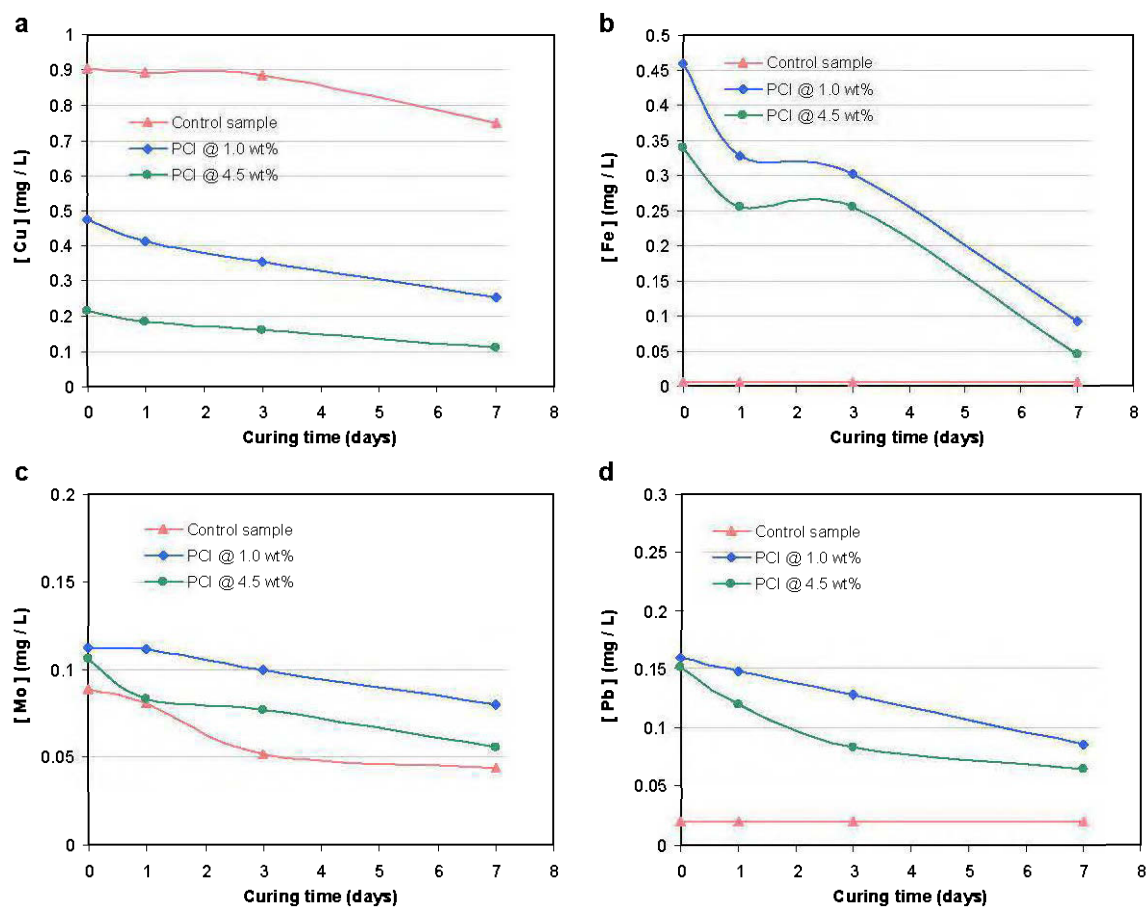 a
1
0.9
0.8
0.7
0.6
0.5
0.4
0.3
0.2
0.1
0
[ Cu ] (mg / L)
Control sample
PCI @ 1.0 wt%
PCI @ 4.5 wt%
0 1 2 3 4 5 6 7 8
Curing time (days)
b
0.5
0.45
0.4
0.35
0.3
0.25
0.2
0.15
0.1
0.05
0
[ Fe ] (mg / L)
Control sample
PCI @ 1.0 wt%
PCI @ 4.5 wt%
0 1 2 3 4 5 6 7 8
Curing time (days)
c
0.2
0.15
0.1
0.05
0
[ Mo ] (mg / L)
Control sample
PCI @ 1.0 wt%
PCI @ 4.5 wt%
0 1 2 3 4 5 6 7 8
Curing time (days)
d
0.3
0.25
0.2
0.15
0.1
0.05
0
[ Pb ] (mg / L)
Control sample
PCI @ 1.0 wt%
PCI @ 4.5 wt%
0 1 2 3 4 5 6 7 8
Curing time (days)